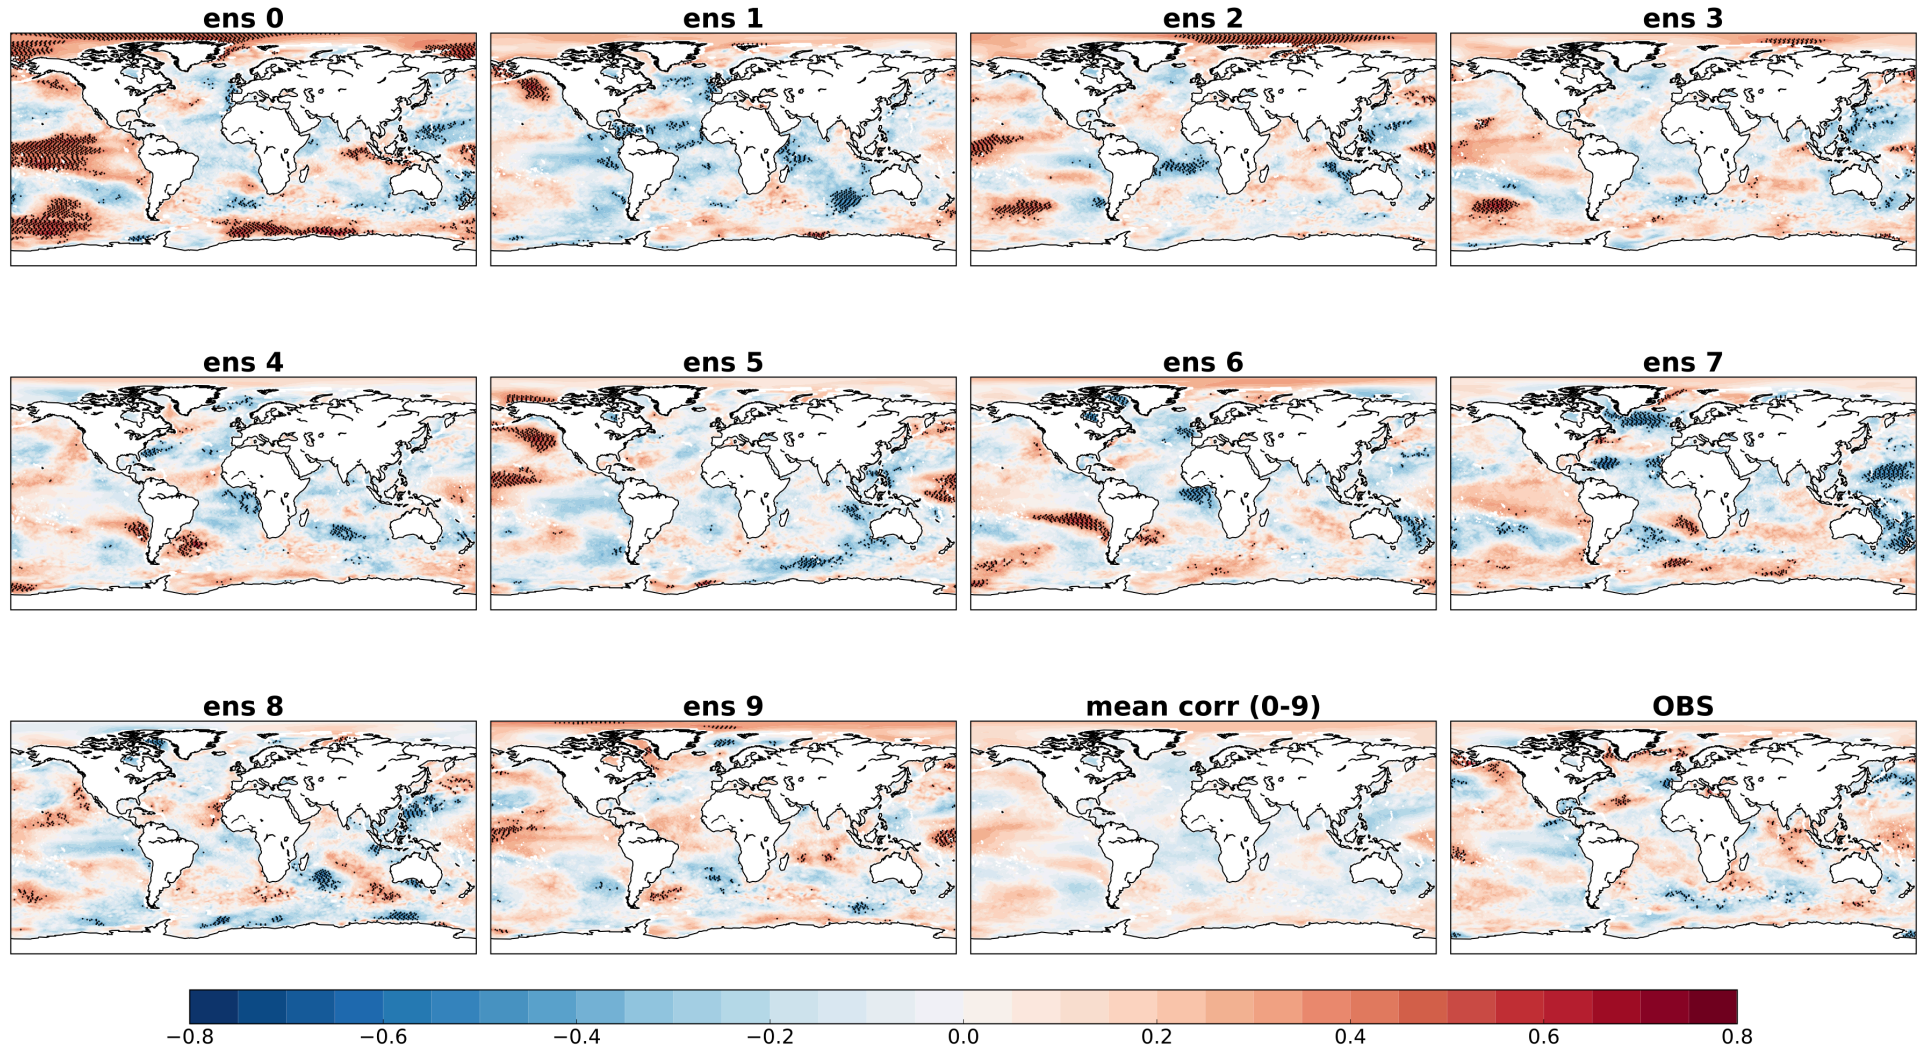 ens 0
ens 1
ens 2
ens 3
ens 4
ens 5
ens 6
ens 7
ens 8
ens 9
mean corr (0-9)
OBS
−0.8 −0.6 −0.4 −0.2 0.0 0.2 0.4 0.6 0.8